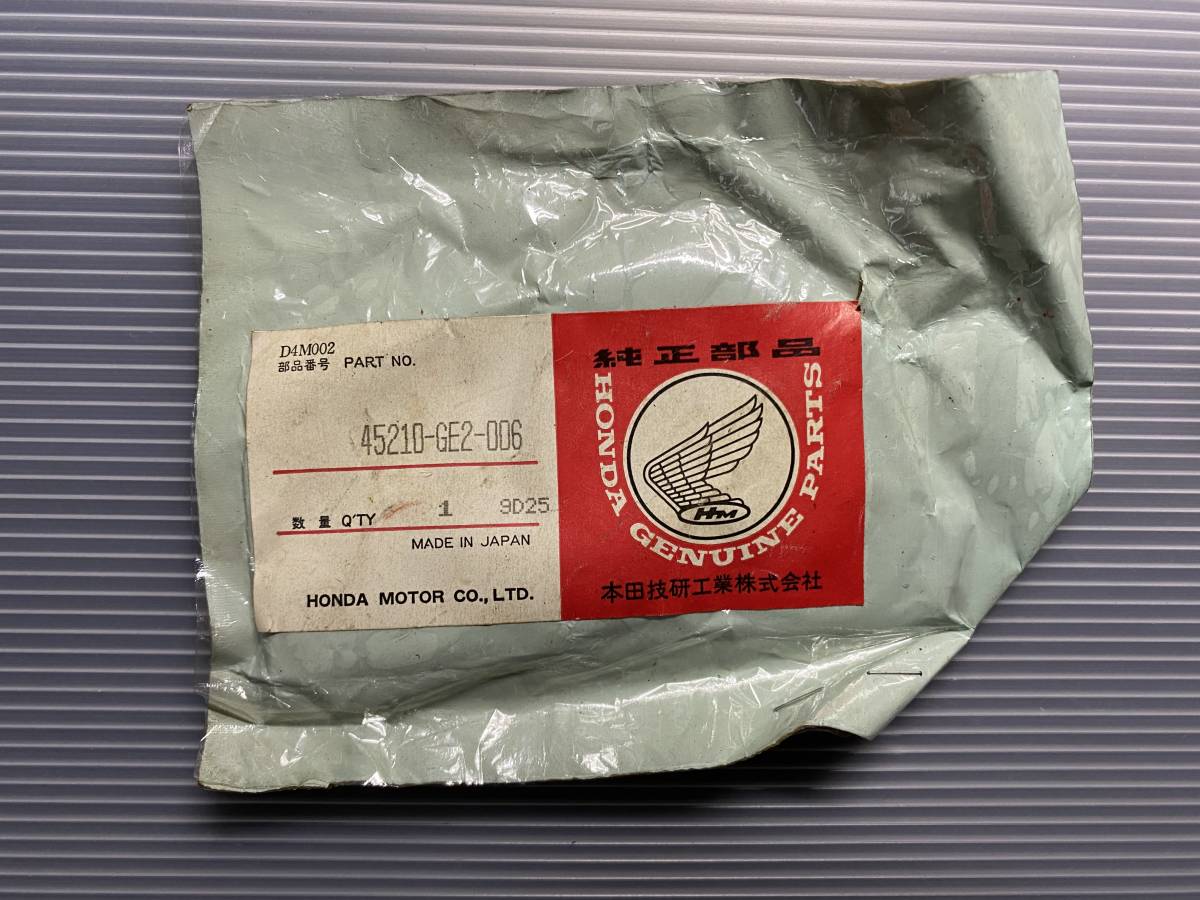 D4M002
部品番号 PART NO.
45210-GE2-006
数量 Q'TY 1 9D25
MADE IN JAPAN
HONDA MOTOR CO., LTD.
純正部品
HONDA GENUINE PARTS
HM
本田技研工業株式会社